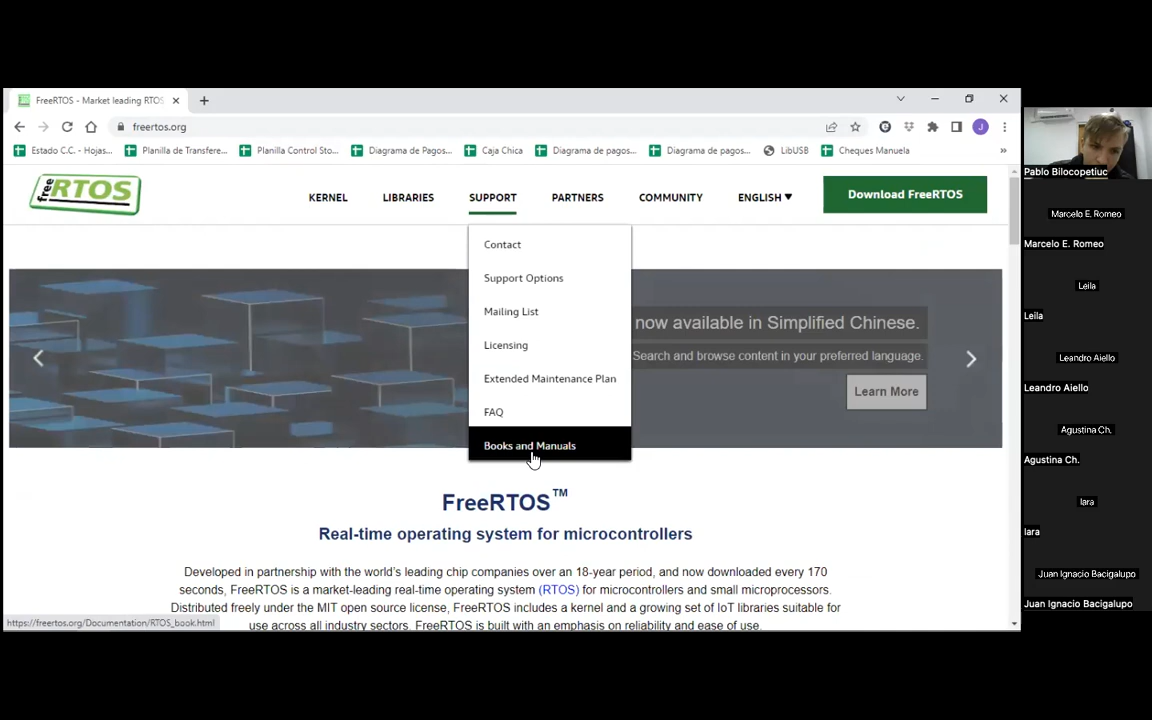 FreeRTOS - Market leading RTOS
freertos.org
Estado C.C. - Hojas...
Planilla de Transfere...
Planilla Control Sto...
Diagrama de Pagos...
Caja Chica
Diagrama de pagos...
Diagrama de pagos...
LibUSB
Cheques Manuela
»
J
free RTOS
KERNEL
LIBRARIES
SUPPORT
PARTNERS
COMMUNITY
ENGLISH
Download FreeRTOS
Contact
Support Options
Mailing List
Licensing
Extended Maintenance Plan
FAQ
Books and Manuals
now available in Simplified Chinese.
Search and browse content in your preferred language.
Learn More
FreeRTOS™
Real-time operating system for microcontrollers
Developed in partnership with the world's leading chip companies over an 18-year period, and now downloaded every 170
seconds, FreeRTOS is a market-leading real-time operating system (RTOS) for microcontrollers and small microprocessors.
Distributed freely under the MIT open source license, FreeRTOS includes a kernel and a growing set of IoT libraries suitable for
use across all industry sectors. FreeRTOS is built with an emphasis on reliability and ease of use.
https://freertos.org/Documentation/RTOS_book.html
Pablo Bilocopetiuc
Marcelo E. Romeo
Marcelo E. Romeo
Leila
Leila
Leandro Aiello
Leandro Aiello
Agustina Ch.
Agustina Ch.
Iara
Iara
Juan Ignacio Bacigalupo
Juan Ignacio Bacigalupo